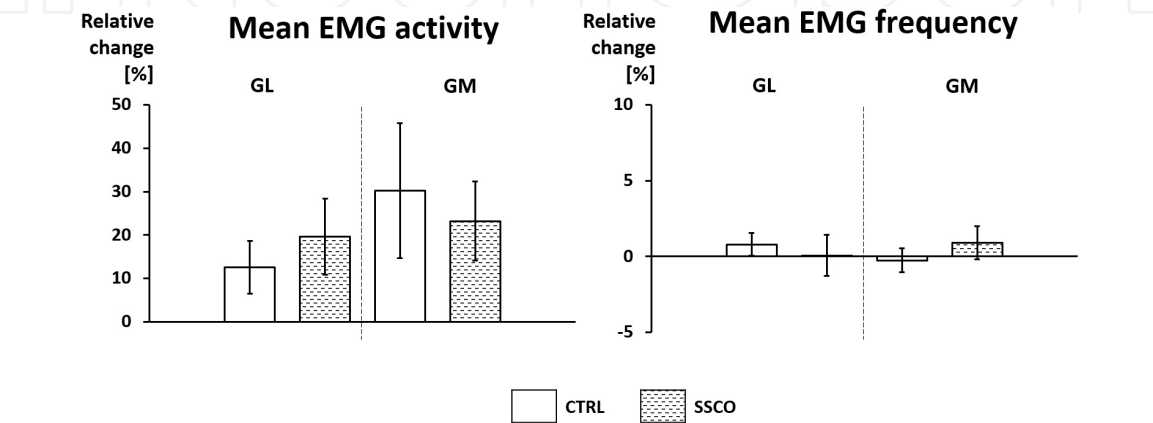 Relative
change
[%]
Mean EMG activity
GL
GM
50
40
30
20
10
0
Relative
change
[%]
Mean EMG frequency
GL
GM
10
5
0
-5
CTRL
SSCO